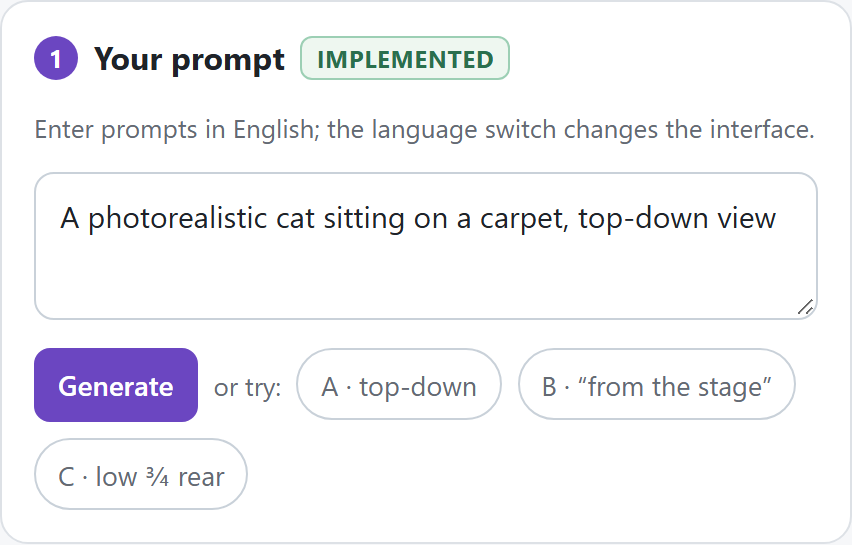 1 Your prompt IMPLEMENTED
Enter prompts in English; the language switch changes the interface.
A photorealistic cat sitting on a carpet, top-down view
Generate or try: A · top-down B · “from the stage”
C · low ¾ rear